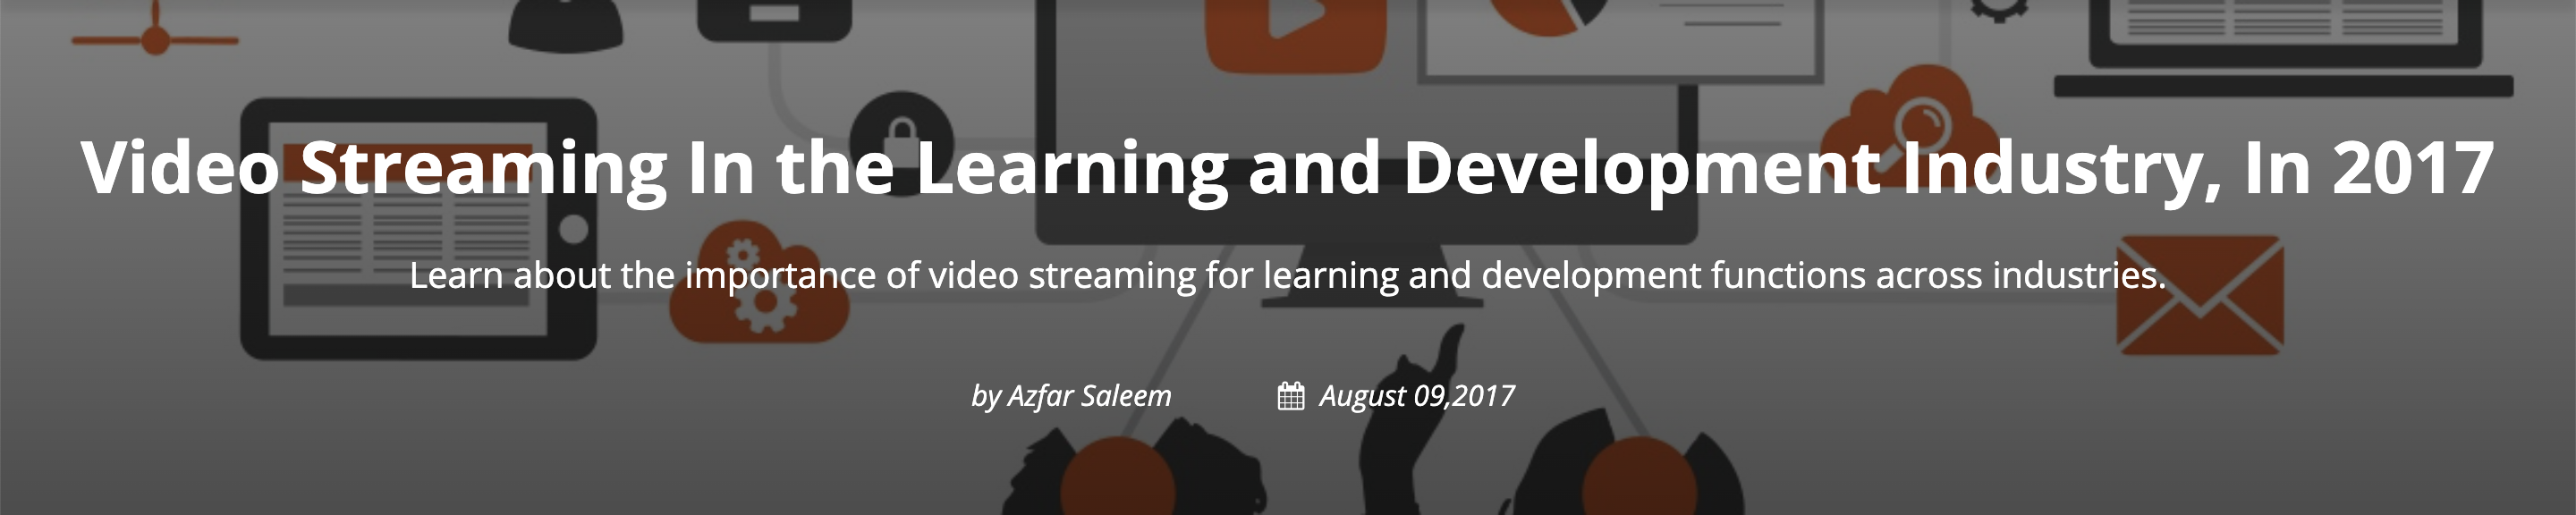 Video Streaming In the Learning and Development Industry, In 2017
Learn about the importance of video streaming for learning and development functions across industries.
by Azfar Saleem August 09,2017